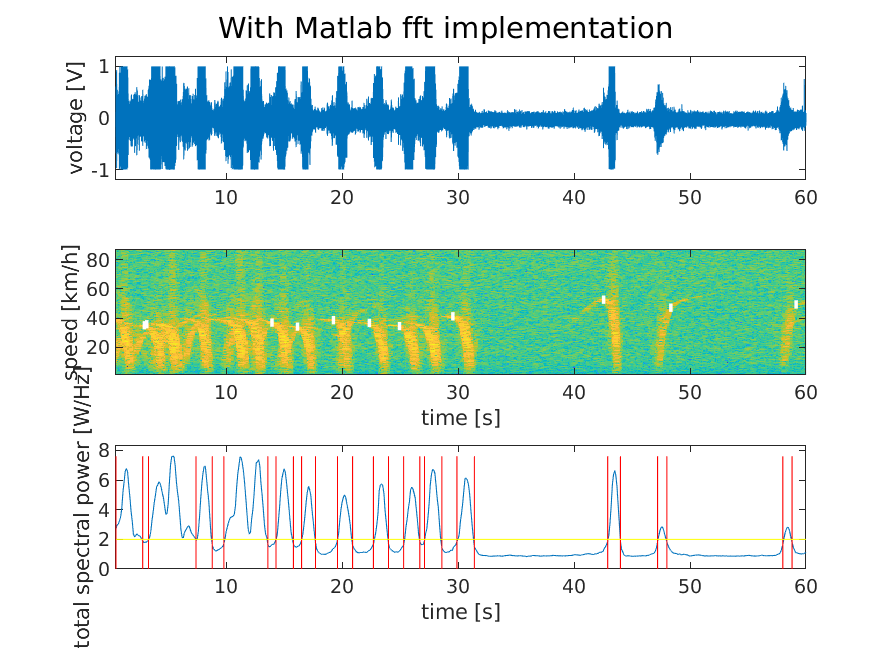 With Matlab fft implementation
voltage [V]
1
0
-1
10 20 30 40 50 60
speed [km/h]
80
60
40
20
10 20 30 40 50 60
time [s]
total spectral power [W/Hz]
8
6
4
2
0
10 20 30 40 50 60
time [s]